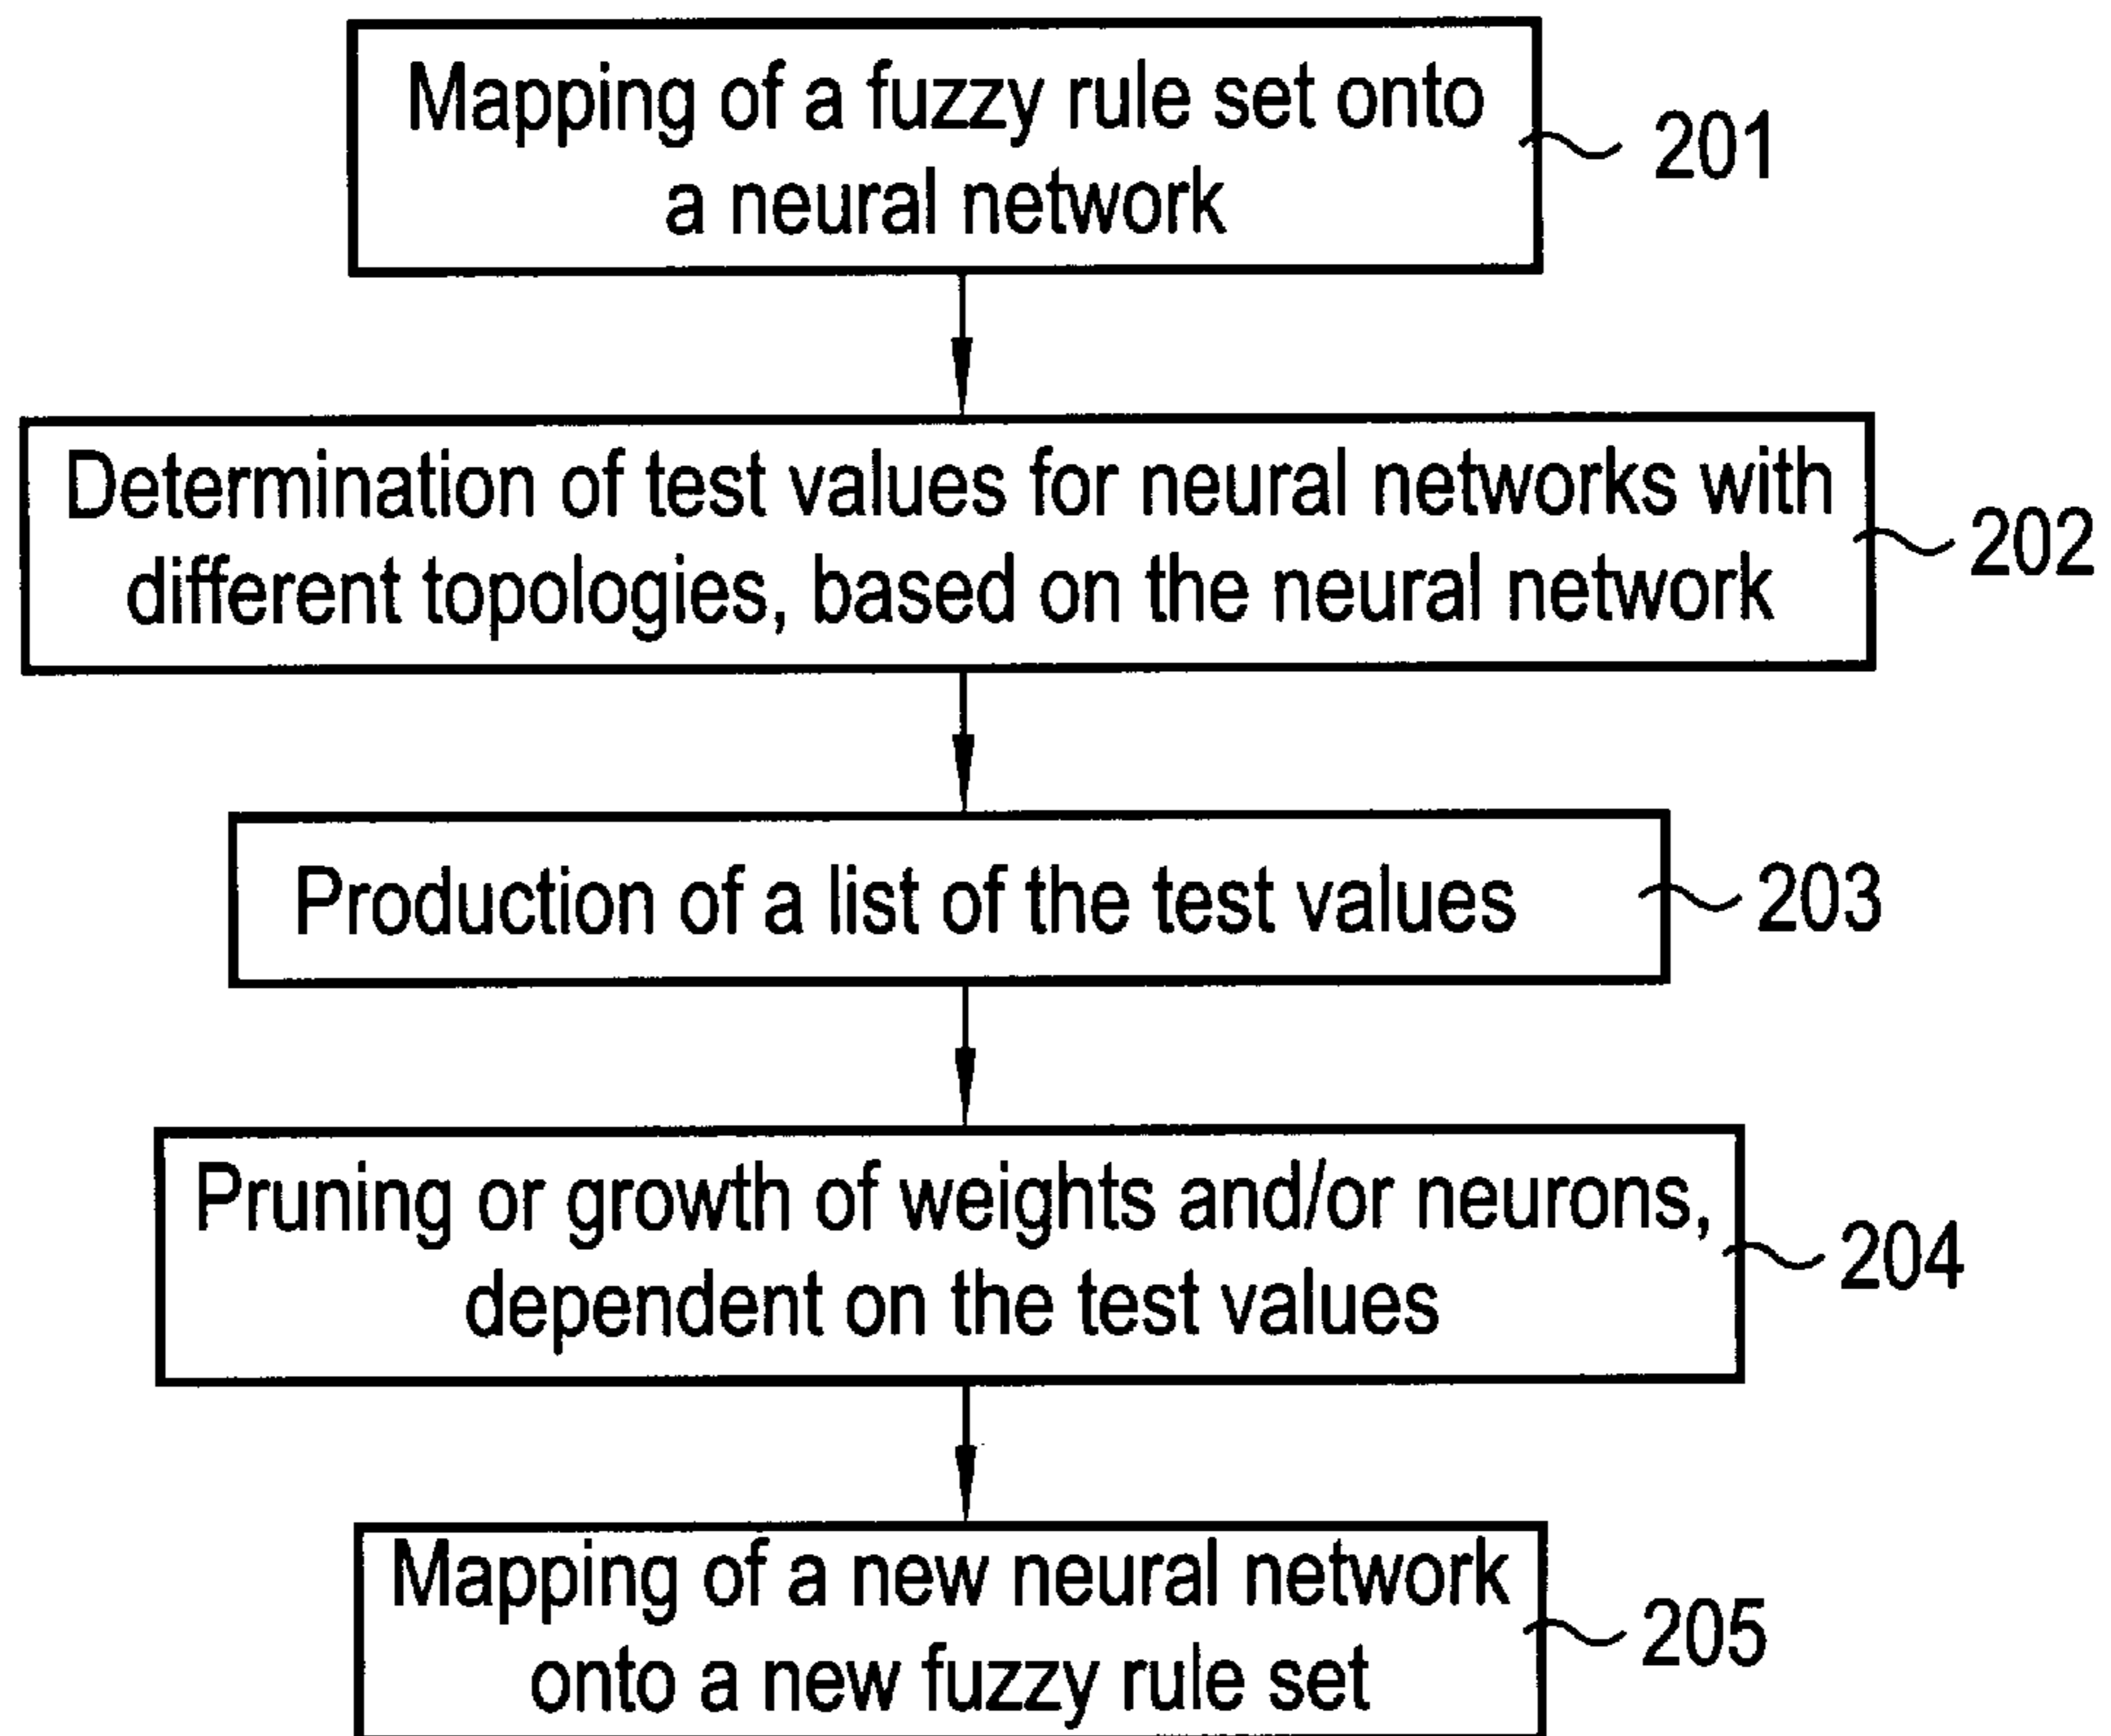 Mapping of a fuzzy rule set onto
a neural network
201
Determination of test values for neural networks with
different topologies, based on the neural network
202
Production of a list of the test values
203
Pruning or growth of weights and/or neurons,
dependent on the test values
204
Mapping of a new neural network
onto a new fuzzy rule set
205